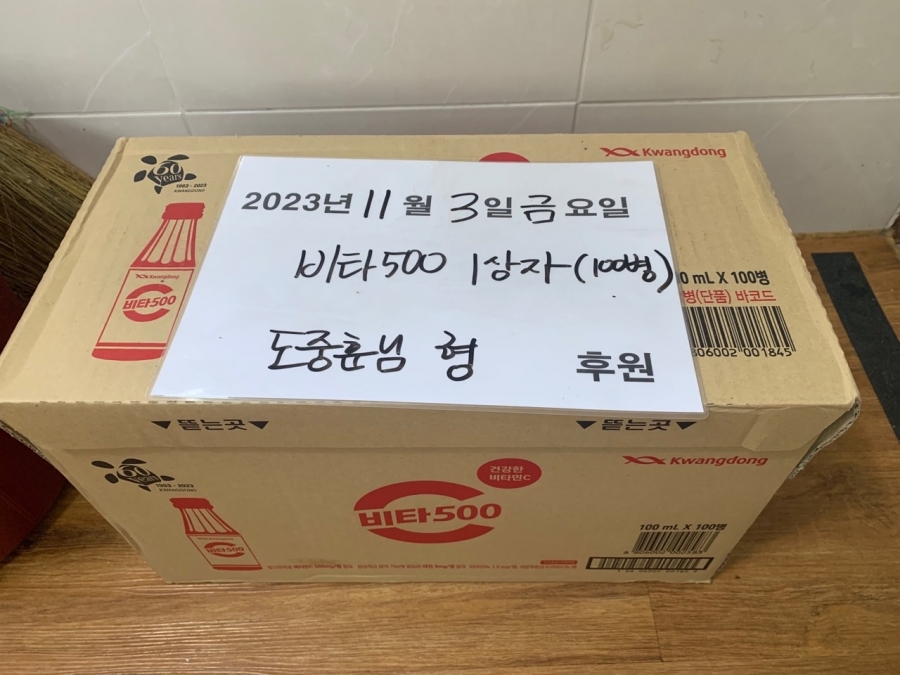 60
years
1963-2023
KWANGDONG
Kwangdong
2023년 11월 3일 금요일
비타500 1상자(100병)
도중훈님 형 후원
Kwangdong
비타500
0 mL X 100병
병(단품) 바코드
806002 001845
▼뜯는곳▼
▼뜯는곳▼
60
years
1963-2023
KWANGDONG
Kwangdong
건강한
비타민C
비타500
비타500
100 mL X 100병